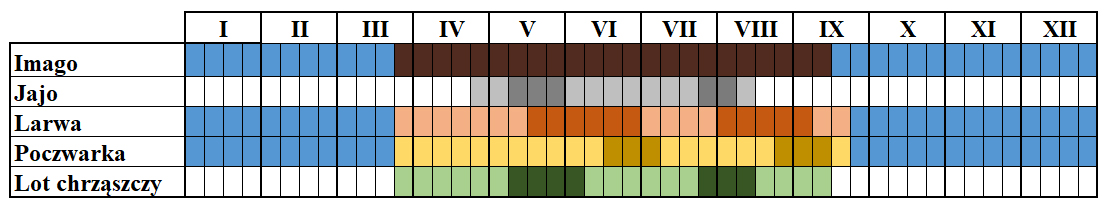 I II III IV V VI VII VIII IX X XI XII
Imago
Jajo
Larwa
Poczwarka
Lot chrząszczy